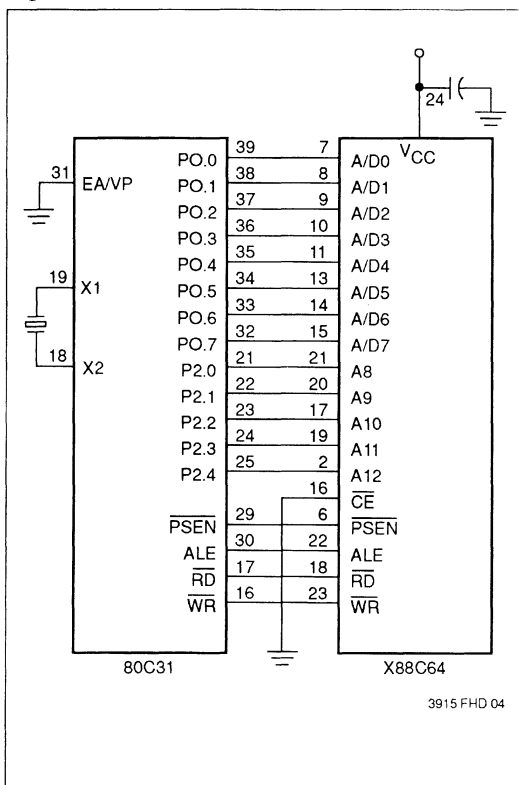 24
VCC
31 EA/VP PO.0 39 7 A/D0
PO.1 38 8 A/D1
PO.2 37 9 A/D2
PO.3 36 10 A/D3
PO.4 35 11 A/D4
19 X1 PO.5 34 13 A/D5
PO.6 33 14 A/D6
PO.7 32 15 A/D7
18 X2 P2.0 21 21 A8
P2.1 22 20 A9
P2.2 23 17 A10
P2.3 24 19 A11
P2.4 25 2 A12
16 CE
PSEN 29 6 PSEN
ALE 30 22 ALE
RD 17 18 RD
WR 16 23 WR
80C31 X88C64
3915 FHD 04